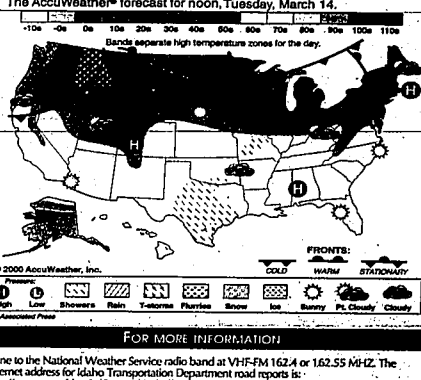 The AccuWeather® forecast for noon, Tuesday, March 14.
-10s -0s 0s 10s 20s 30s 40s 50s 60s 70s 80s 90s 100s 110s
Bands separate high temperature zones for the day.
H
H
H
FRONTS:
COLD WARM STATIONARY
2000 AccuWeather, Inc.
Pressure:
H L
High Low Showers Rain T-storms Flurries Snow Ice Sunny Pt. Cloudy Cloudy
Associated Press
FOR MORE INFORMATION
ne to the National Weather Service radio band at VHF-FM 162.4 or 162.55 MHZ. The
ernet address for Idaho Transportation Department road reports is: